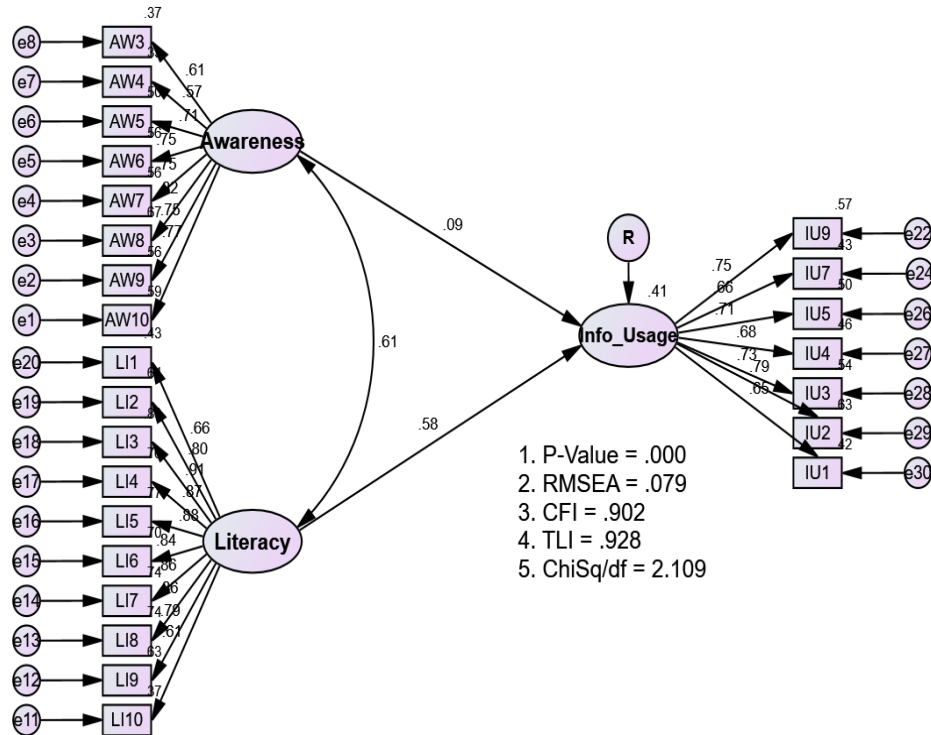 .37
e8 AW3
e7 AW4
e6 AW5
e5 AW6
e4 AW7
e3 AW8
e2 AW9
e1 AW10
.61
.57
.50
.71
.56
.75
.56
.75
.67
.75
.77
.56
.59
.43
Awareness
e20 LI1
e19 LI2
e18 LI3
e17 LI4
e16 LI5
e15 LI6
e14 LI7
e13 LI8
e12 LI9
e11 LI10
.66
.80
.91
.87
.77
.88
.70
.84
.86
.74
.74
.79
.61
.63
.37
Literacy
.61
.09
.58
R
.41
Info_Usage
.57
IU9 e22
.43
IU7 e24
.50
IU5 e26
.46
IU4 e27
.54
IU3 e28
.63
IU2 e29
.42
IU1 e30
.75
.66
.71
.68
.73
.79
.65
1. P-Value = .000
2. RMSEA = .079
3. CFI = .902
4. TLI = .928
5. ChiSq/df = 2.109